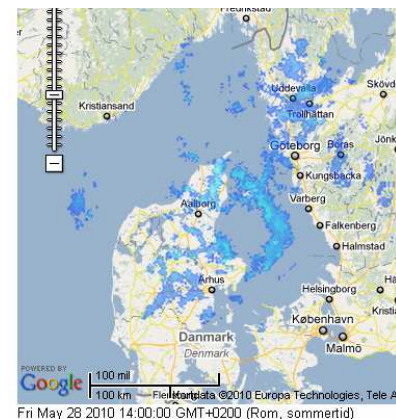 Fredrikstad
Kristiansand
Uddevalla
Trollhättan
Skövde
Göteborg
Borås
Jönk
Kungsbacka
Aalborg
Varberg
Falkenberg
Halmstad
Århus
Helsingborg
København
Malmö
Danmark
Denmark
POWERED BY
Google
100 mil
100 km
data ©2010 Europa Technologies, Tele A
Fri May 28 2010 14:00:00 GMT+0200 (Rom, sommertid)